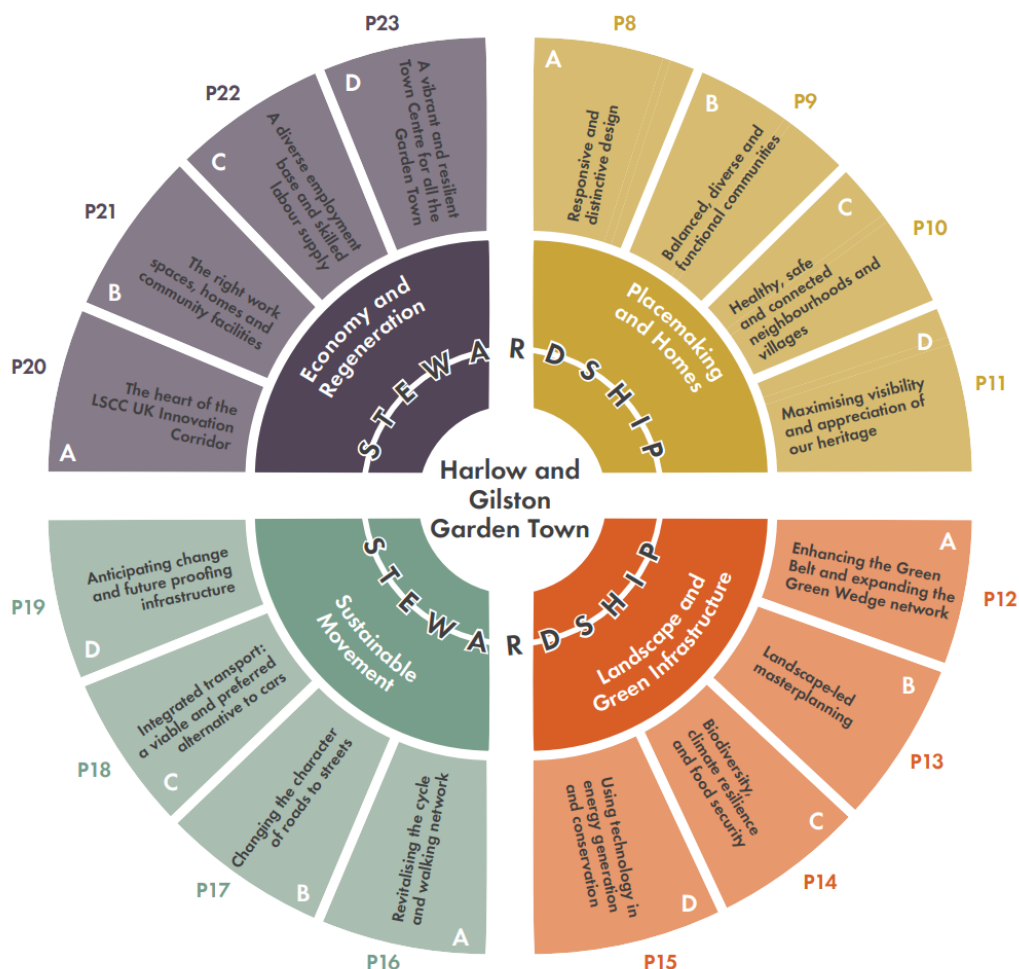 P8
A
Responsive and
distinctive design
P9
B
Balanced, diverse and
functional communities
P10
C
Healthy, safe
and connected
neighbourhoods and
villages
P11
D
Maximising visibility
and appreciation of
our heritage
Placemaking
and Homes
P12
A
Enhancing the Green
Belt and expanding the
Green Wedge network
P13
B
Landscape-led
masterplanning
P14
C
Biodiversity,
climate resilience
and food security
P15
D
Using technology in
energy generation
and conservation
Landscape and
Green Infrastructure
P16
A
Revitalising the cycle
and walking network
P17
B
Changing the character
of roads to streets
P18
C
Integrated transport:
a viable and preferred
alternative to cars
P19
D
Anticipating change
and future proofing
infrastructure
Sustainable
Movement
P20
A
The heart of the
LSCC UK Innovation
Corridor
P21
B
The right work
spaces, homes and
community facilities
P22
C
A diverse employment
base and skilled
labour supply
P23
D
A vibrant and resilient
Town Centre for all the
Garden Town
Economy and
Regeneration
STEWARDSHIP
Harlow and
Gilston
Garden Town
STEWARDSHIP